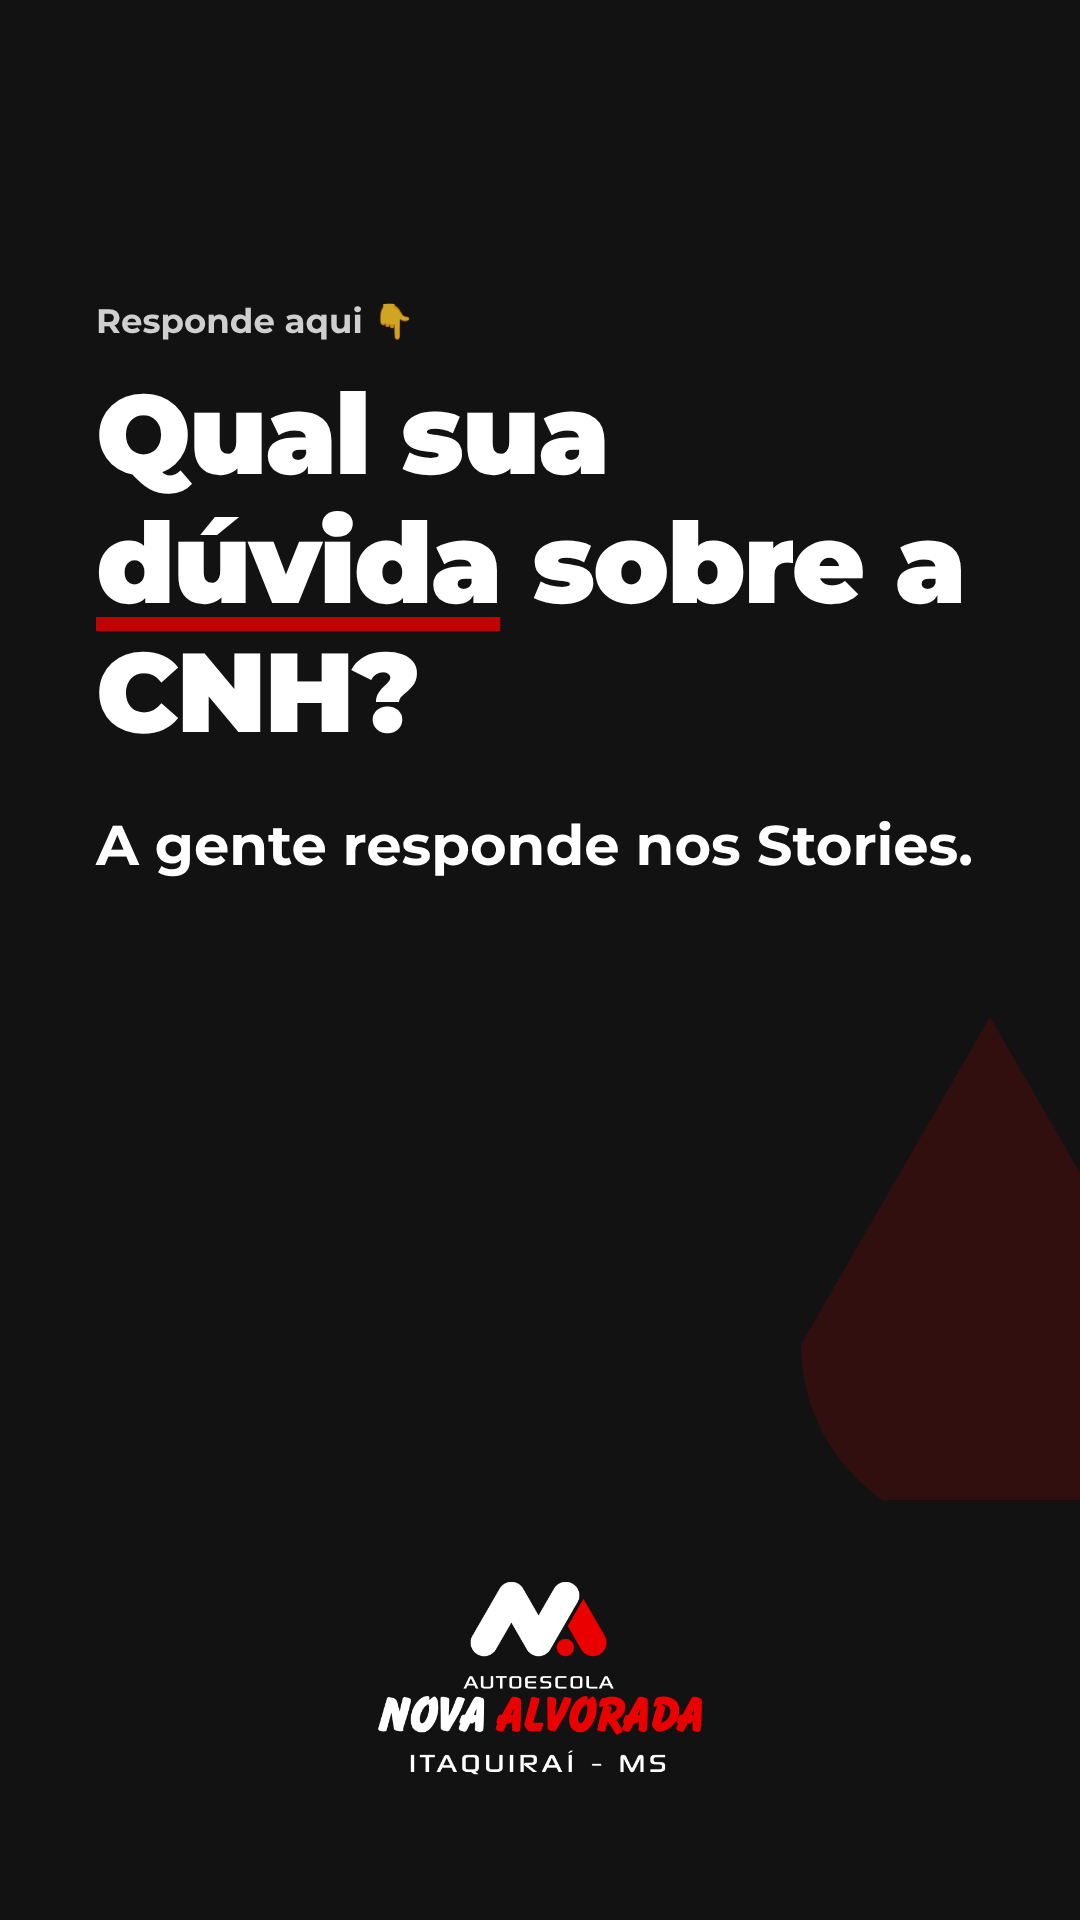 Responde aqui 👇
Qual sua
dúvida sobre a
CNH?
A gente responde nos Stories.
AUTOESCOLA
NOVA ALVORADA
ITAQUIRAÍ - MS